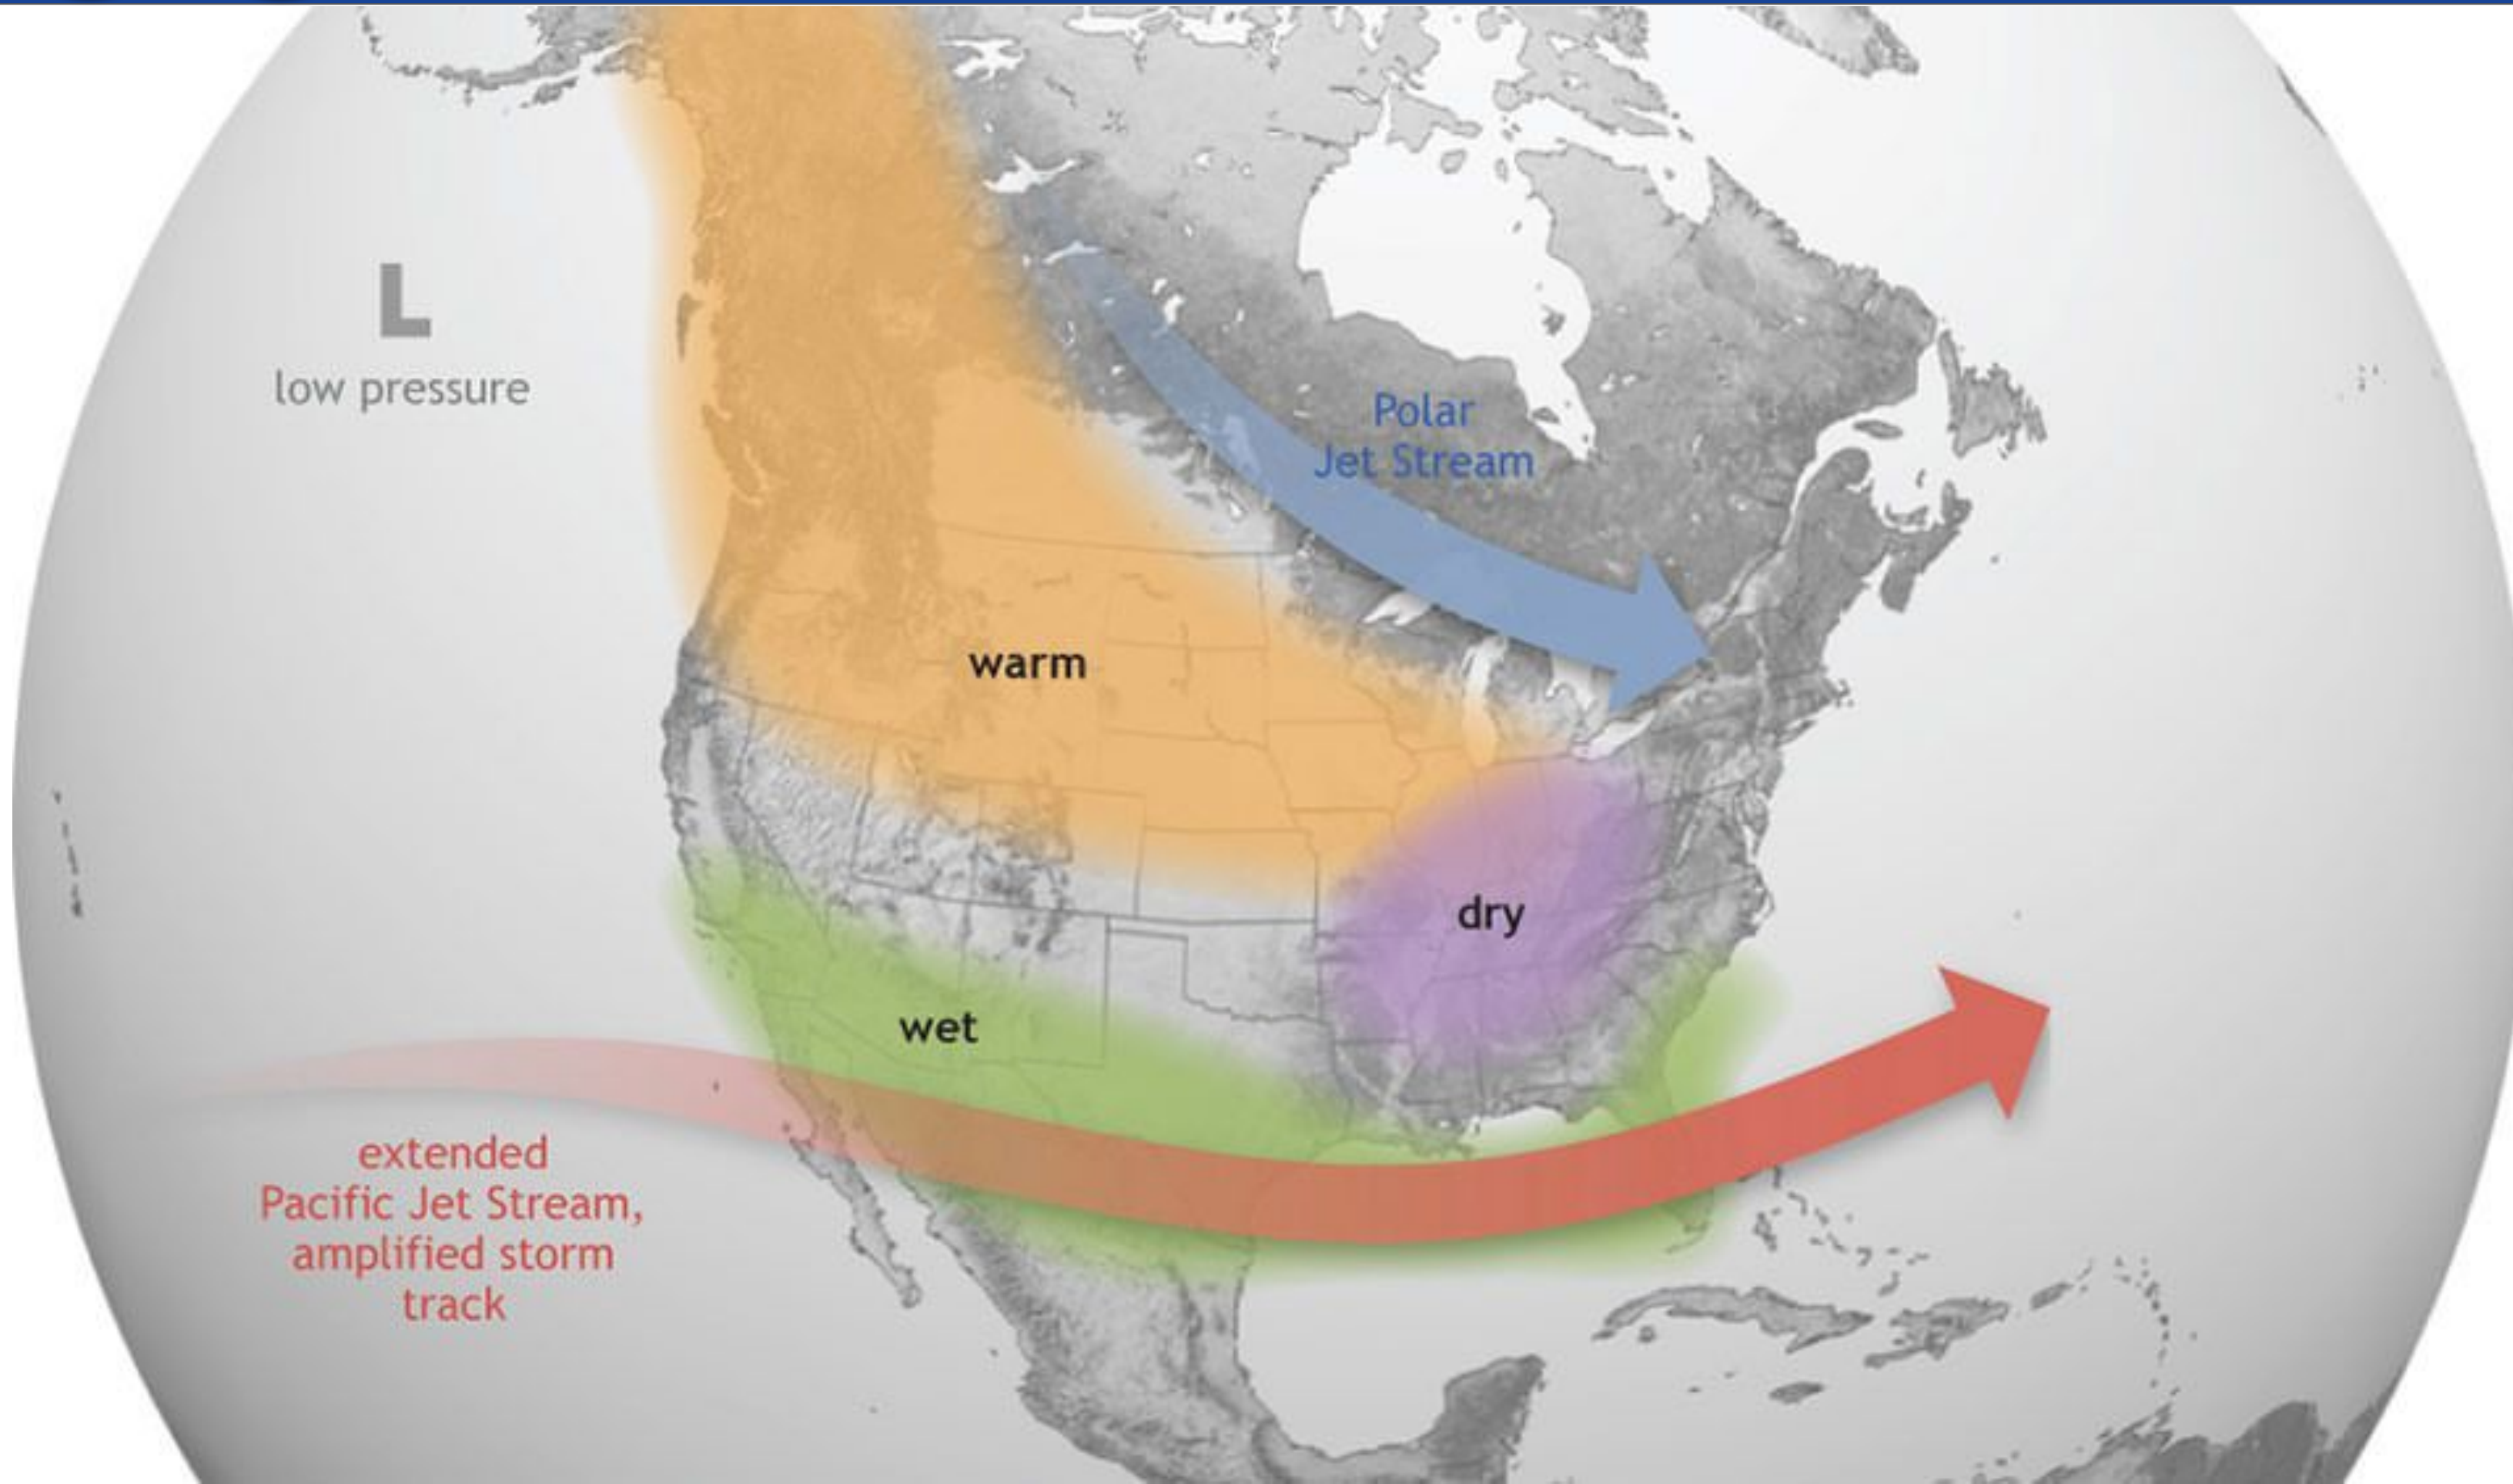 L
low pressure
Polar
Jet Stream
warm
dry
wet
extended
Pacific Jet Stream,
amplified storm
track